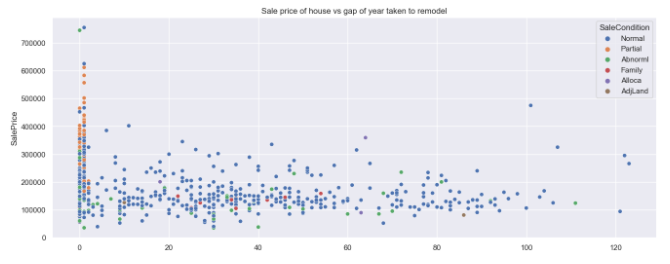 Sale price of house vs gap of year taken to remodel
SaleCondition
Normal
Partial
Abnorml
Family
Alloca
AdjLand
SalePrice
700000
600000
500000
400000
300000
200000
100000
0
0 20 40 60 80 100 120